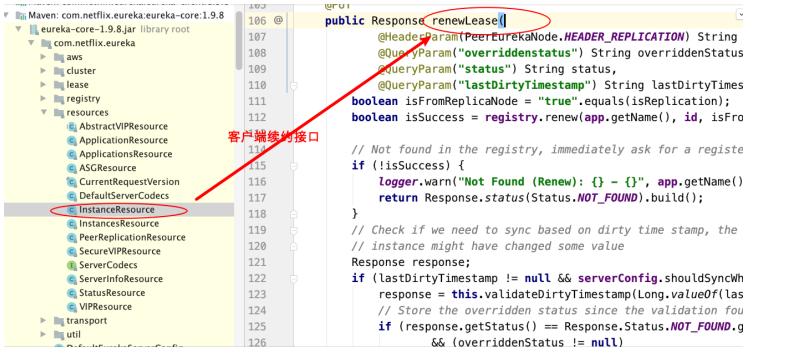 Maven: com.netflix.eureka:eureka-core:1.9.8
eureka-core-1.9.8.jar library root
com.netflix.eureka
aws
cluster
lease
registry
resources
AbstractVIPResource
ApplicationResource
ApplicationsResource
ASGResource
CurrentRequestVersion
DefaultServerCodecs
InstanceResource
InstancesResource
PeerReplicationResource
SecureVIPResource
ServerCodecs
ServerInfoResource
StatusResource
VIPResource
transport
util
DefaultEurekaServerConfig
客户端续约接口
105 @PUT
106 @ public Response renewLease(
107 @HeaderParam(PeerEurekaNode.HEADER_REPLICATION) String
108 @QueryParam("overriddenstatus") String overriddenStatus
109 @QueryParam("status") String status,
110 @QueryParam("lastDirtyTimestamp") String lastDirtyTimes
111 boolean isFromReplicaNode = "true".equals(isReplication);
112 boolean isSuccess = registry.renew(app.getName(), id, isFro
113
114 // Not found in the registry, immediately ask for a registe
115 if (!isSuccess) {
116 logger.warn("Not Found (Renew): {} - {}", app.getName()
117 return Response.status(Status.NOT_FOUND).build();
118 }
119 // Check if we need to sync based on dirty time stamp, the
120 // instance might have changed some value
121 Response response;
122 if (lastDirtyTimestamp != null && serverConfig.shouldSyncWh
123 response = this.validateDirtyTimestamp(Long.valueOf(las
124 // Store the overridden status since the validation fou
125 if (response.getStatus() == Response.Status.NOT_FOUND.g
126 && (overriddenStatus != null)